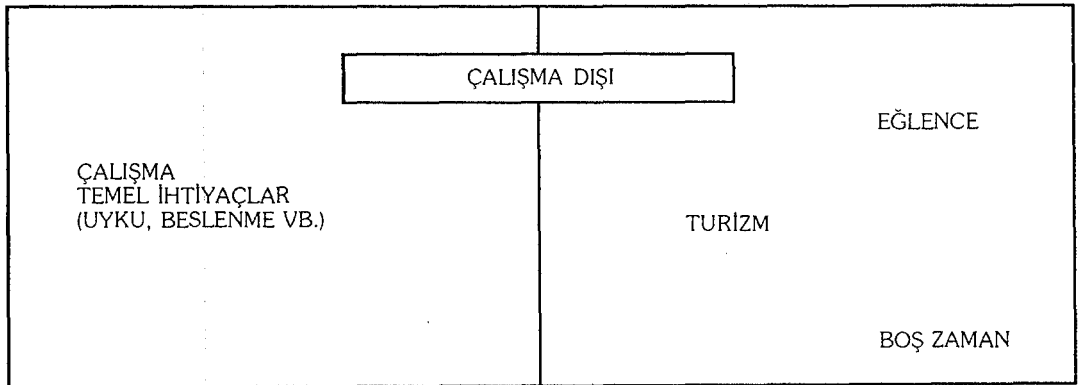 ÇALIŞMA DIŞI
EĞLENCE
ÇALIŞMA
TEMEL İHTİYAÇLAR
(UYKU, BESLENME VB.)
TURİZM
BOŞ ZAMAN